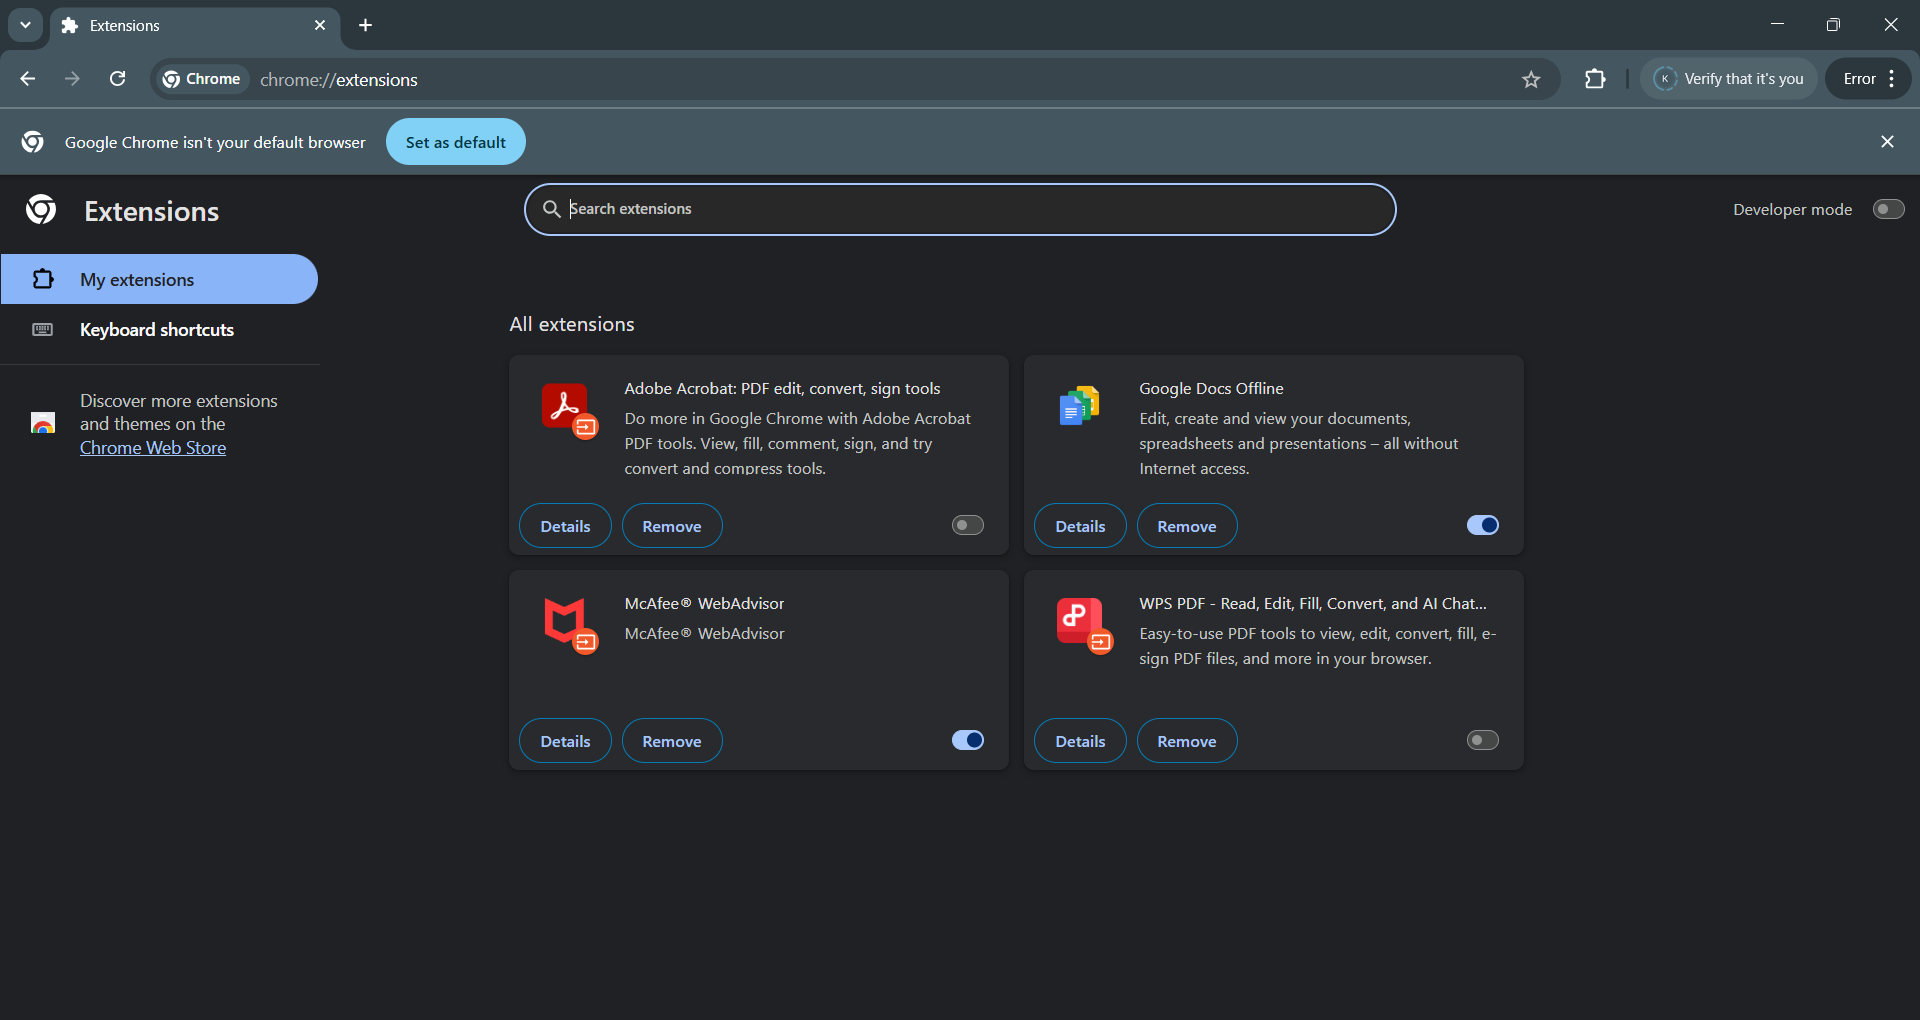 Extensions
Chrome chrome://extensions K Verify that it's you Error
Google Chrome isn't your default browser Set as default
Extensions
Search extensions
Developer mode
My extensions
Keyboard shortcuts
Discover more extensions
and themes on the
Chrome Web Store
All extensions
Adobe Acrobat: PDF edit, convert, sign tools
Do more in Google Chrome with Adobe Acrobat
PDF tools. View, fill, comment, sign, and try
convert and compress tools.
Details Remove
Google Docs Offline
Edit, create and view your documents,
spreadsheets and presentations – all without
Internet access.
Details Remove
McAfee® WebAdvisor
McAfee® WebAdvisor
Details Remove
WPS PDF - Read, Edit, Fill, Convert, and AI Chat...
Easy-to-use PDF tools to view, edit, convert, fill, e-
sign PDF files, and more in your browser.
Details Remove